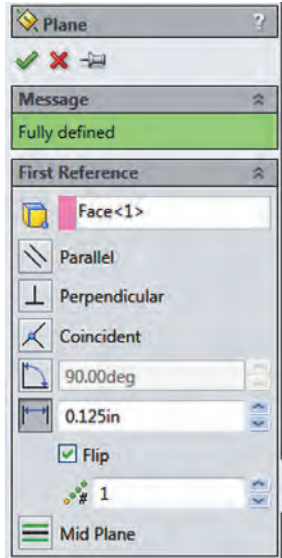 Plane ?
Message
Fully defined
First Reference
Face<1>
Parallel
Perpendicular
Coincident
90.00deg
0.125in
Flip
# 1
Mid Plane